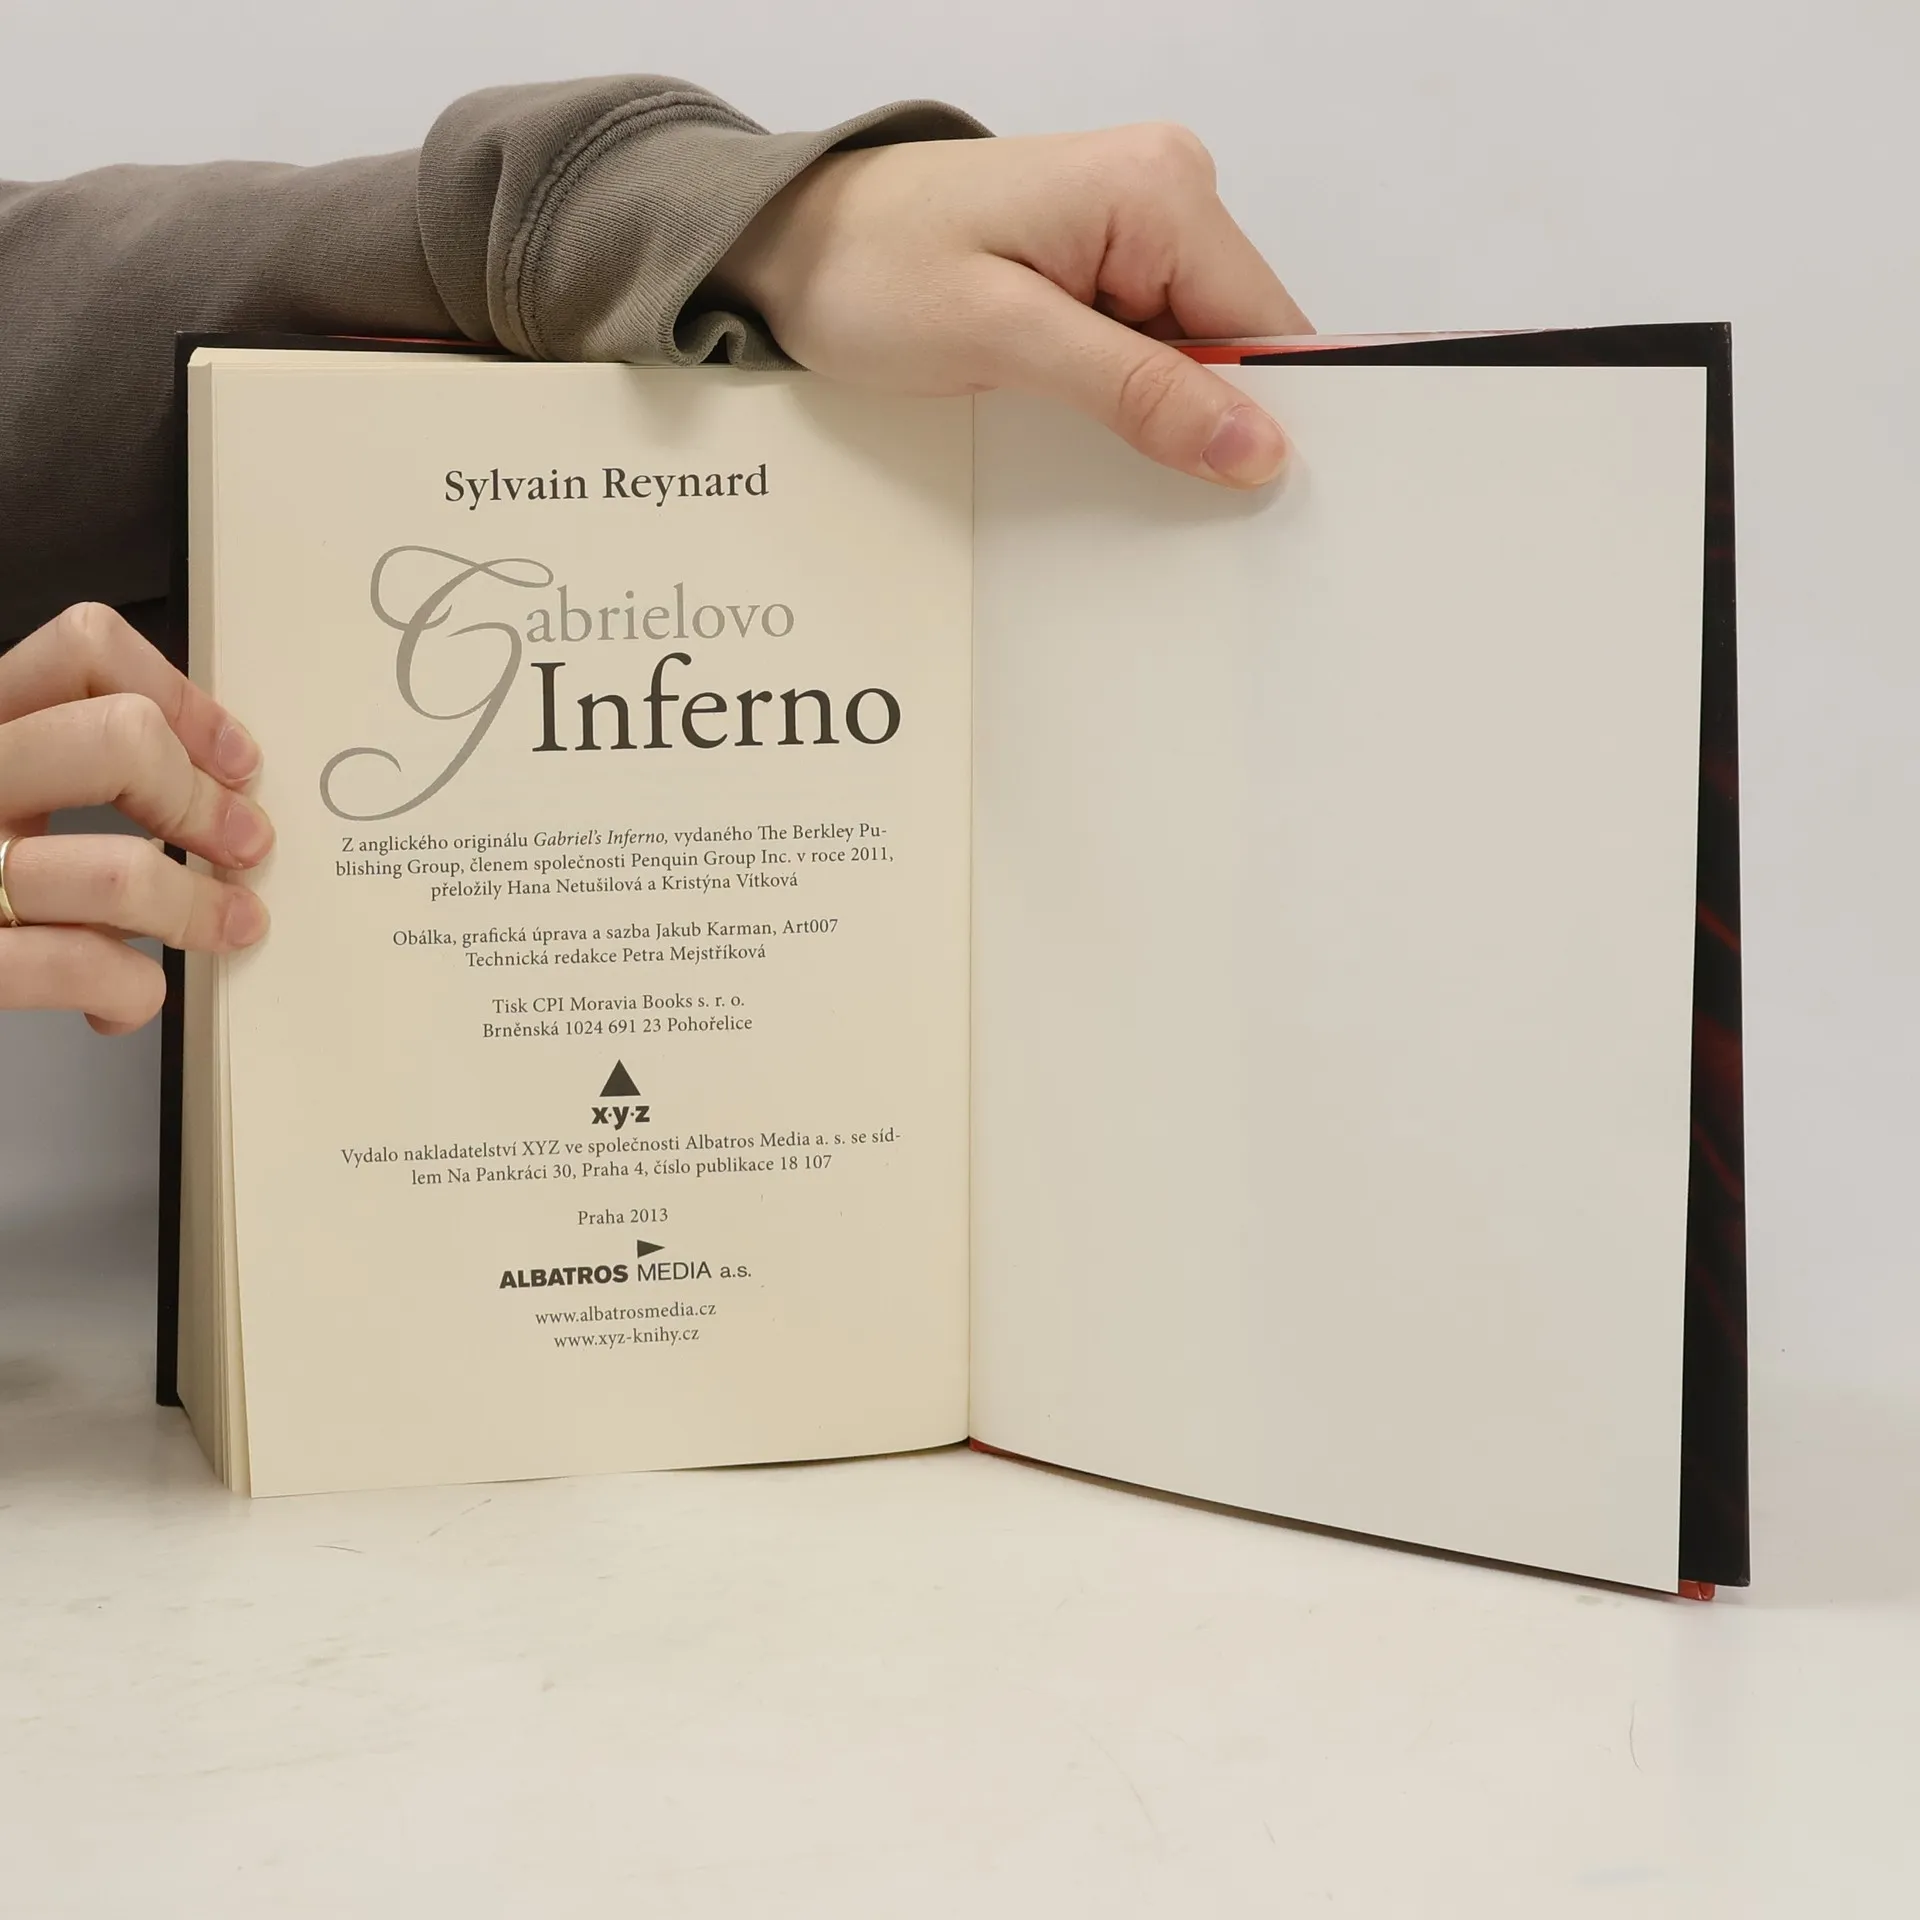 Sylvain Reynard
Gabrielovo
Inferno
Z anglického originálu Gabriel's Inferno, vydaného The Berkley Pu-
blishing Group, členem společnosti Penquin Group Inc. v roce 2011,
přeložily Hana Netušilová a Kristýna Vítková
Obálka, grafická úprava a sazba Jakub Karman, Art007
Technická redakce Petra Mejstříková
Tisk CPI Moravia Books s. r. o.
Brněnská 1024 691 23 Pohořelice
x·y·z
Vydalo nakladatelství XYZ ve společnosti Albatros Media a. s. se síd-
lem Na Pankráci 30, Praha 4, číslo publikace 18 107
Praha 2013
ALBATROS MEDIA a.s.
www.albatrosmedia.cz
www.xyz-knihy.cz